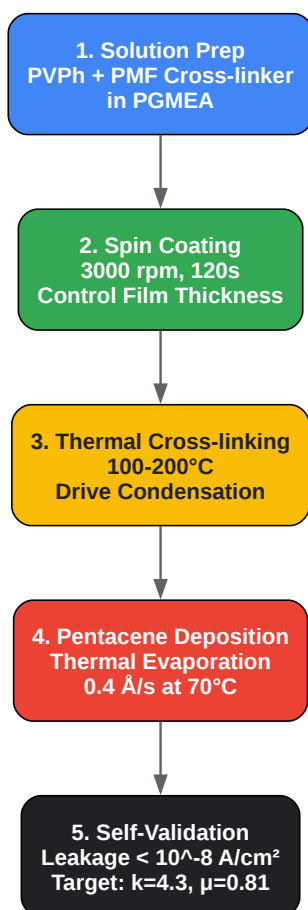 1. Solution Prep
PVPh + PMF Cross-linker
in PGMEA
2. Spin Coating
3000 rpm, 120s
Control Film Thickness
3. Thermal Cross-linking
100-200°C
Drive Condensation
4. Pentacene Deposition
Thermal Evaporation
0.4 Å/s at 70°C
5. Self-Validation
Leakage < 10^-8 A/cm²
Target: k=4.3, μ=0.81